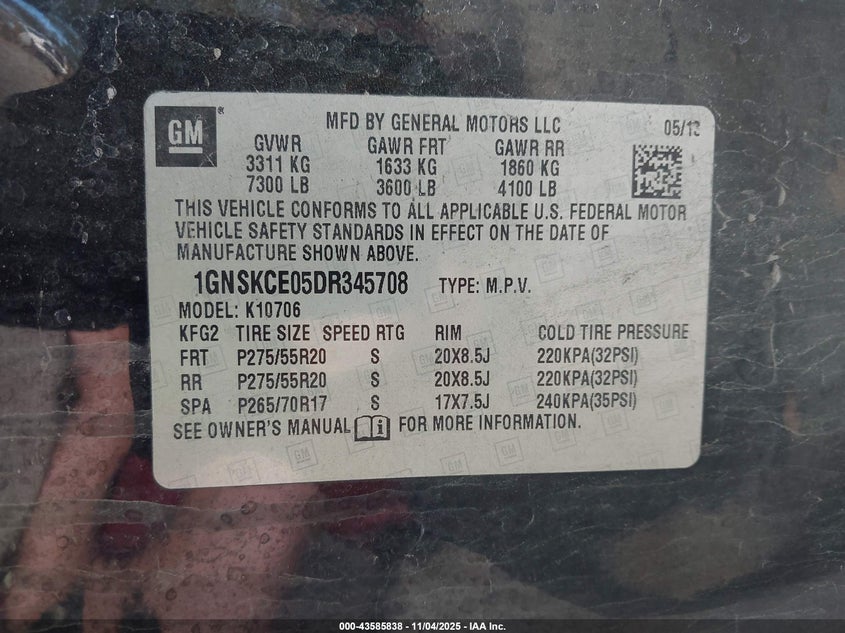 GM
MFD BY GENERAL MOTORS LLC 05/13
GVWR GAWR FRT GAWR RR
3311 KG 1633 KG 1860 KG
7300 LB 3600 LB 4100 LB
THIS VEHICLE CONFORMS TO ALL APPLICABLE U.S. FEDERAL MOTOR
VEHICLE SAFETY STANDARDS IN EFFECT ON THE DATE OF
MANUFACTURE SHOWN ABOVE.
1GNSKCE05DR345708 TYPE: M.P.V.
MODEL: K10706
KFG2 TIRE SIZE SPEED RTG RIM COLD TIRE PRESSURE
FRT P275/55R20 S 20X8.5J 220KPA(32PSI)
RR P275/55R20 S 20X8.5J 220KPA(32PSI)
SPA P265/70R17 S 17X7.5J 240KPA(35PSI)
SEE OWNER'S MANUAL FOR MORE INFORMATION.
000-43585838 - 11/04/2025 - IAA Inc.